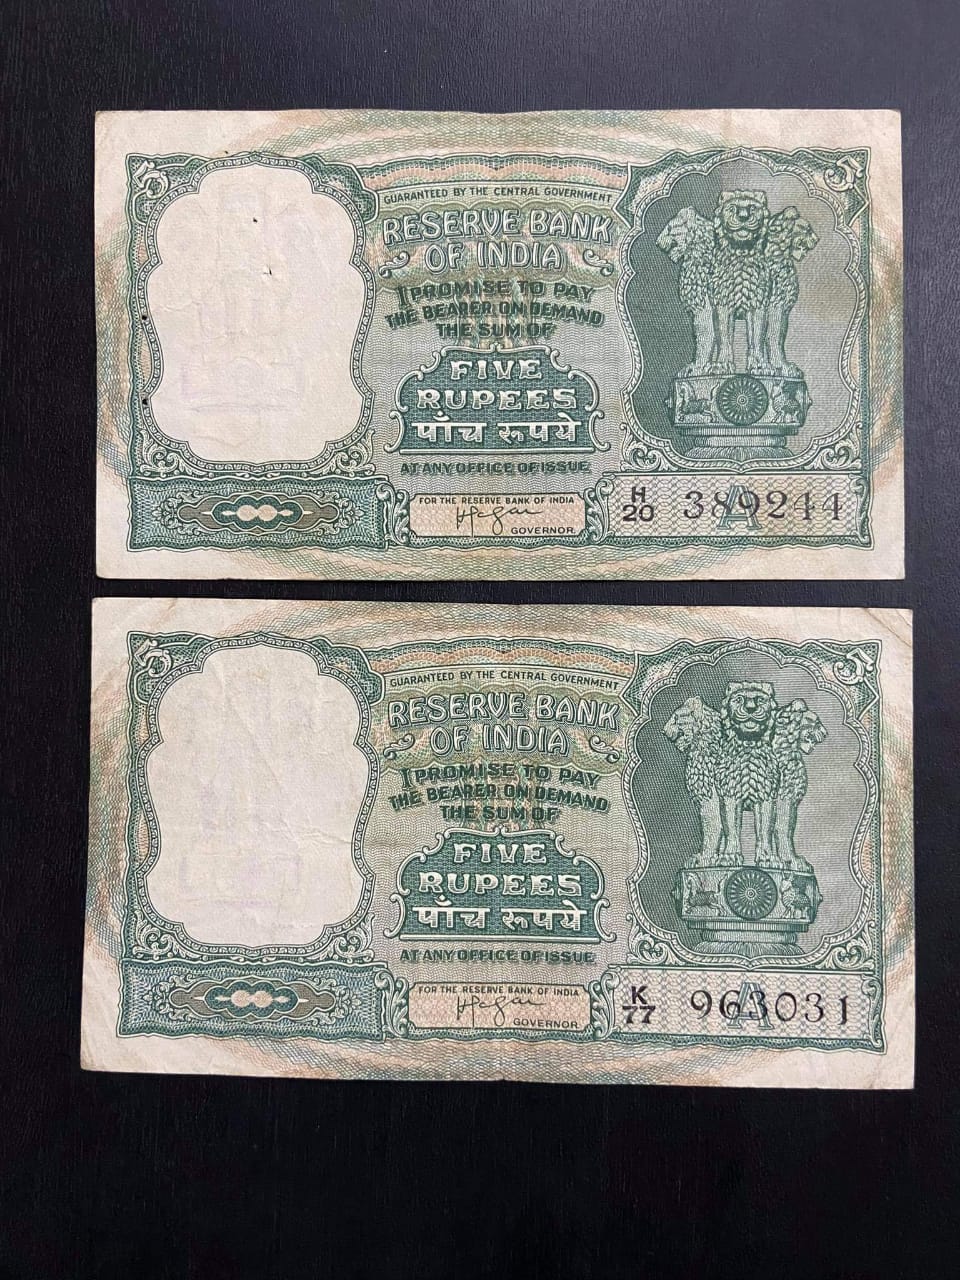 5 5
GUARANTEED BY THE CENTRAL GOVERNMENT
RESERVE BANK
OF INDIA
I PROMISE TO PAY
THE BEARER ON DEMAND
THE SUM OF
FIVE
RUPEES
पाँच रूपये
AT ANY OFFICE OF ISSUE
FOR THE RESERVE BANK OF INDIA
GOVERNOR
H/20 389244
A
5 5
GUARANTEED BY THE CENTRAL GOVERNMENT
RESERVE BANK
OF INDIA
I PROMISE TO PAY
THE BEARER ON DEMAND
THE SUM OF
FIVE
RUPEES
पाँच रूपये
AT ANY OFFICE OF ISSUE
FOR THE RESERVE BANK OF INDIA
GOVERNOR
K/77 963031
A